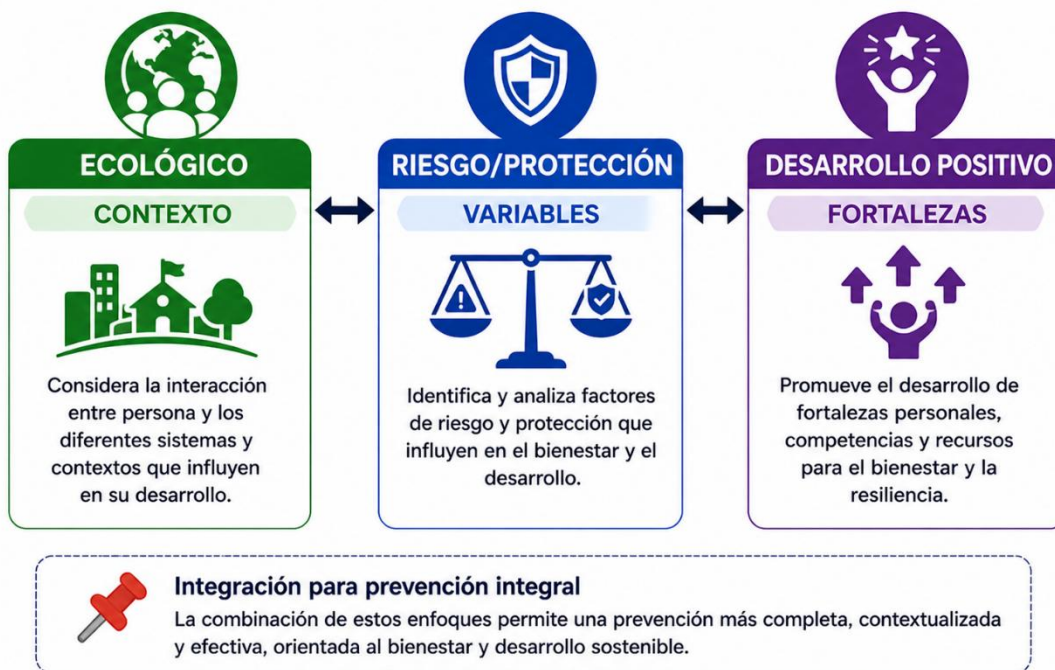 ECOLÓGICO
CONTEXTO
Considera la interacción
entre persona y los
diferentes sistemas y
contextos que influyen
en su desarrollo.
RIESGO/PROTECCIÓN
VARIABLES
Identifica y analiza factores
de riesgo y protección que
influyen en el bienestar y el
desarrollo.
DESARROLLO POSITIVO
FORTALEZAS
Promueve el desarrollo de
fortalezas personales,
competencias y recursos
para el bienestar y la
resiliencia.
Integración para prevención integral
La combinación de estos enfoques permite una prevención más completa, contextualizada
y efectiva, orientada al bienestar y desarrollo sostenible.